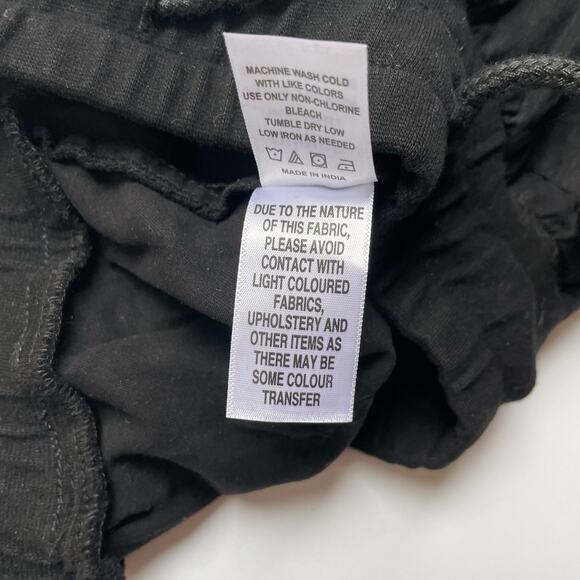 MACHINE WASH COLD
WITH LIKE COLORS
USE ONLY NON-CHLORINE
BLEACH
TUMBLE DRY LOW
LOW IRON AS NEEDED
MADE IN INDIA
DUE TO THE NATURE
OF THIS FABRIC,
PLEASE AVOID
CONTACT WITH
LIGHT COLOURED
FABRICS,
UPHOLSTERY AND
OTHER ITEMS AS
THERE MAY BE
SOME COLOUR
TRANSFER